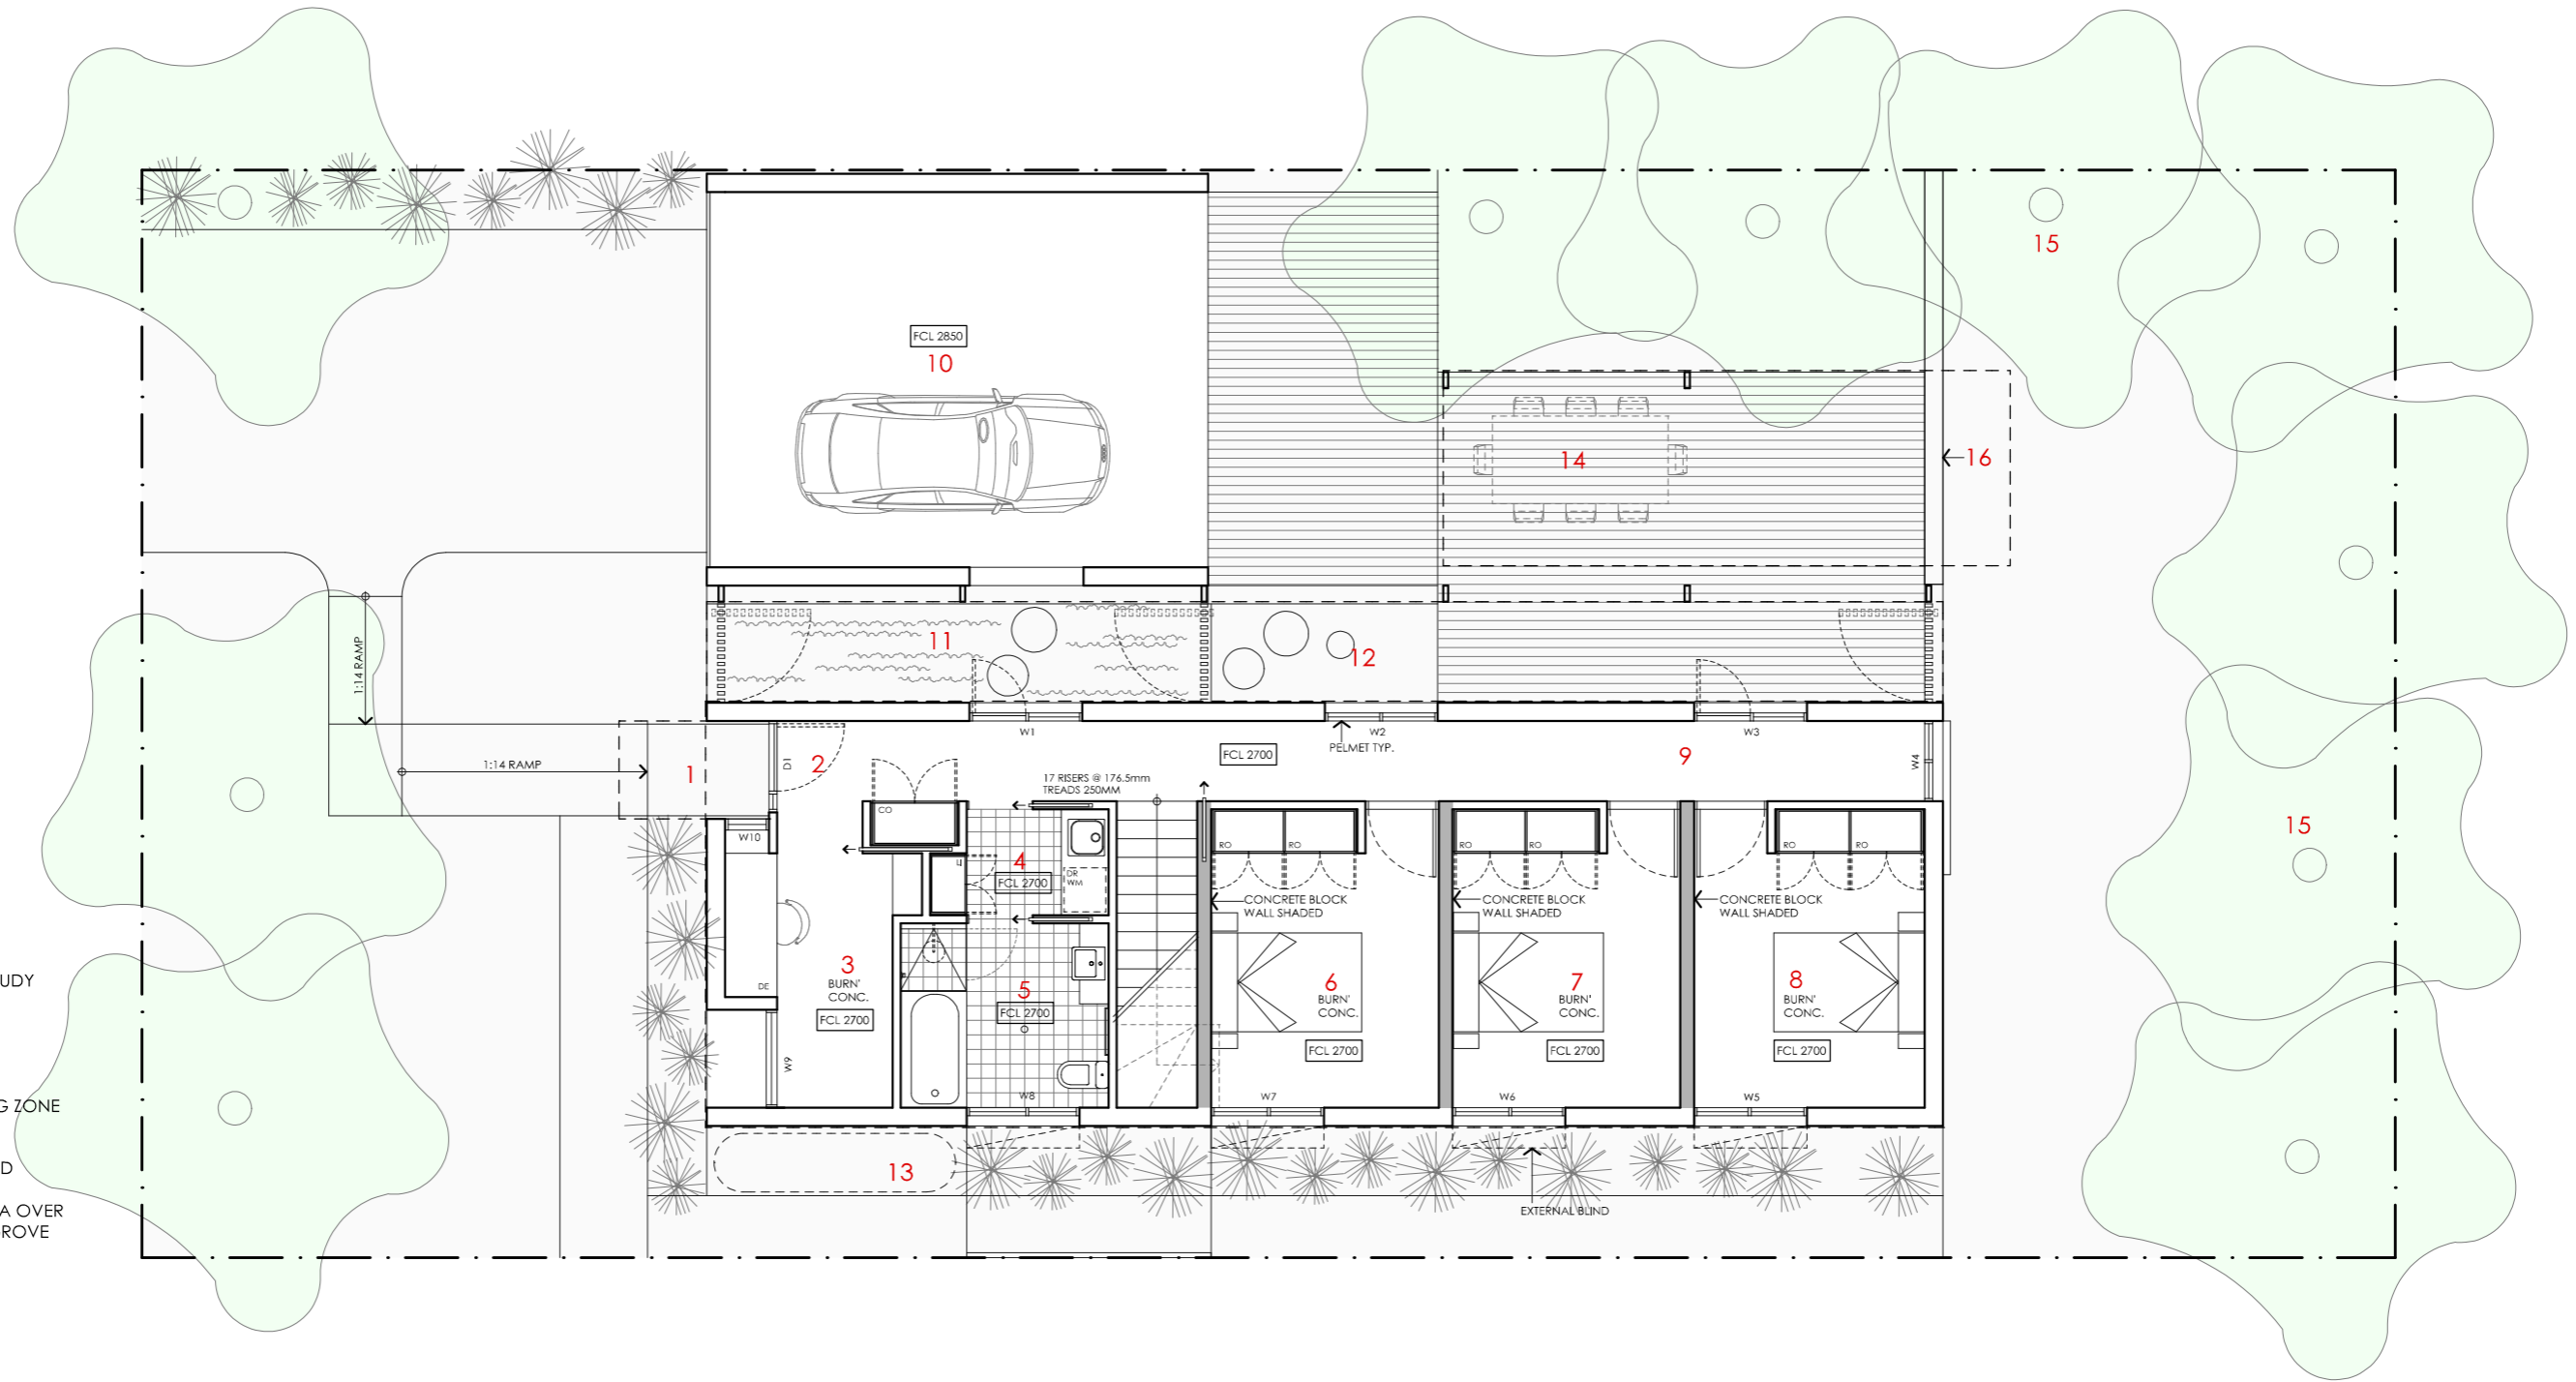 15
FCL 2850
10
14
16
1:14 RAMP
11
12
W1
W2
W3
PELMET TYP.
1
2
D1
1:14 RAMP
FCL 2700
9
W4
17 RISERS @ 176.5mm
TREADS 250MM
CO
W10
4
FCL 2700
DR
WM
LI
RO
RO
RO
RO
RO
RO
CONCRETE BLOCK
WALL SHADED
CONCRETE BLOCK
WALL SHADED
CONCRETE BLOCK
WALL SHADED
15
3
BURN'
CONC.
FCL 2700
DE
5
FCL 2700
6
BURN'
CONC.
FCL 2700
7
BURN'
CONC.
FCL 2700
8
BURN'
CONC.
FCL 2700
UDY
W9
W8
W7
W6
W5
G ZONE
D
13
EXTERNAL BLIND
A OVER
ROVE